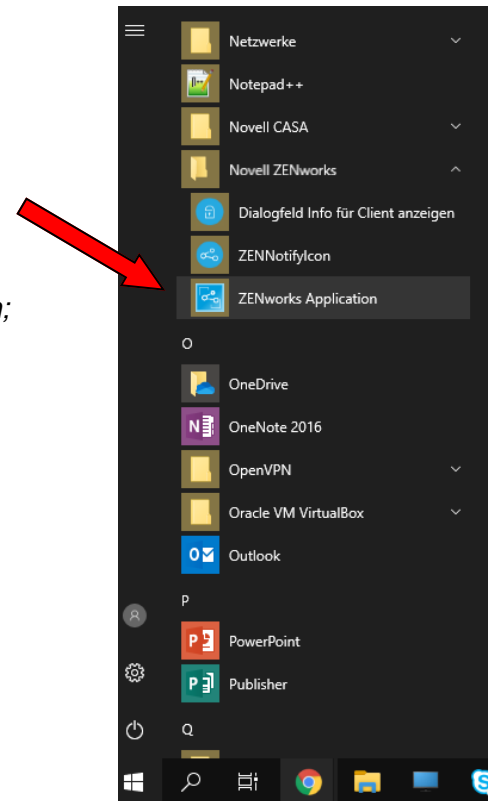 Netzwerke
Notepad++
Novell CASA
Novell ZENworks
Dialogfeld Info für Client anzeigen
ZENNotifyIcon
ZENworks Application
O
OneDrive
OneNote 2016
OpenVPN
Oracle VM VirtualBox
Outlook
P
PowerPoint
Publisher
Q